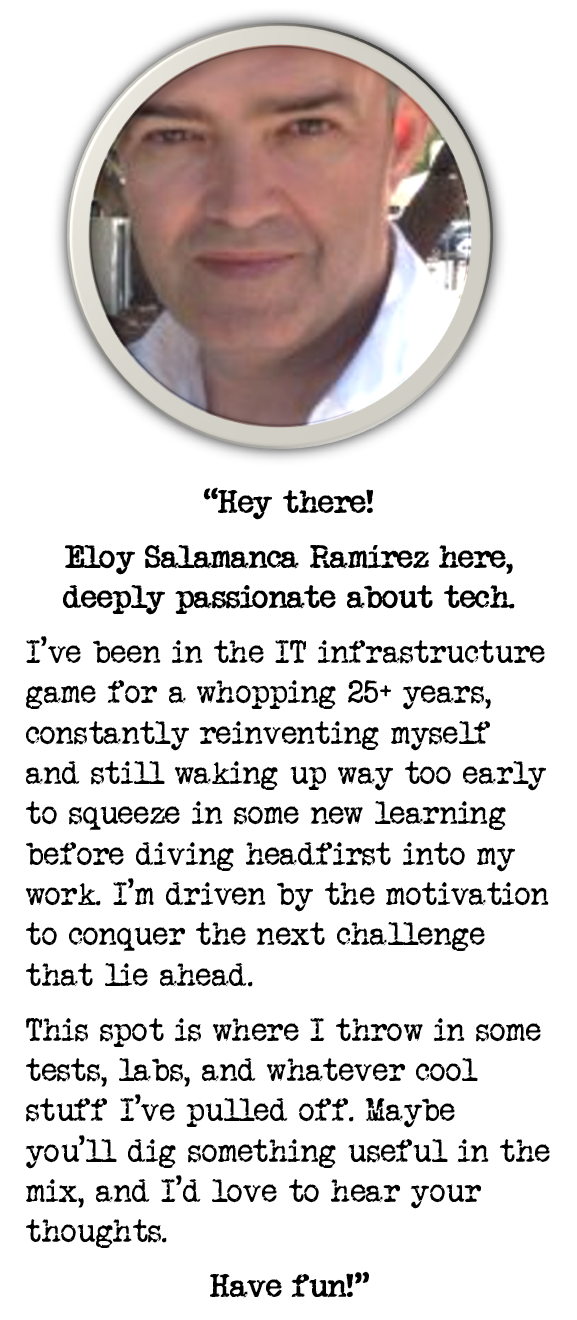 “Hey there!
Eloy Salamanca Ramírez here,
deeply passionate about tech.
I’ve been in the IT infrastructure
game for a whopping 25+ years,
constantly reinventing myself
and still waking up way too early
to squeeze in some new learning
before diving headfirst into my
work. I’m driven by the motivation
to conquer the next challenge
that lie ahead.
This spot is where I throw in some
tests, labs, and whatever cool
stuff I’ve pulled off. Maybe
you’ll dig something useful in the
mix, and I’d love to hear your
thoughts.
Have fun!”